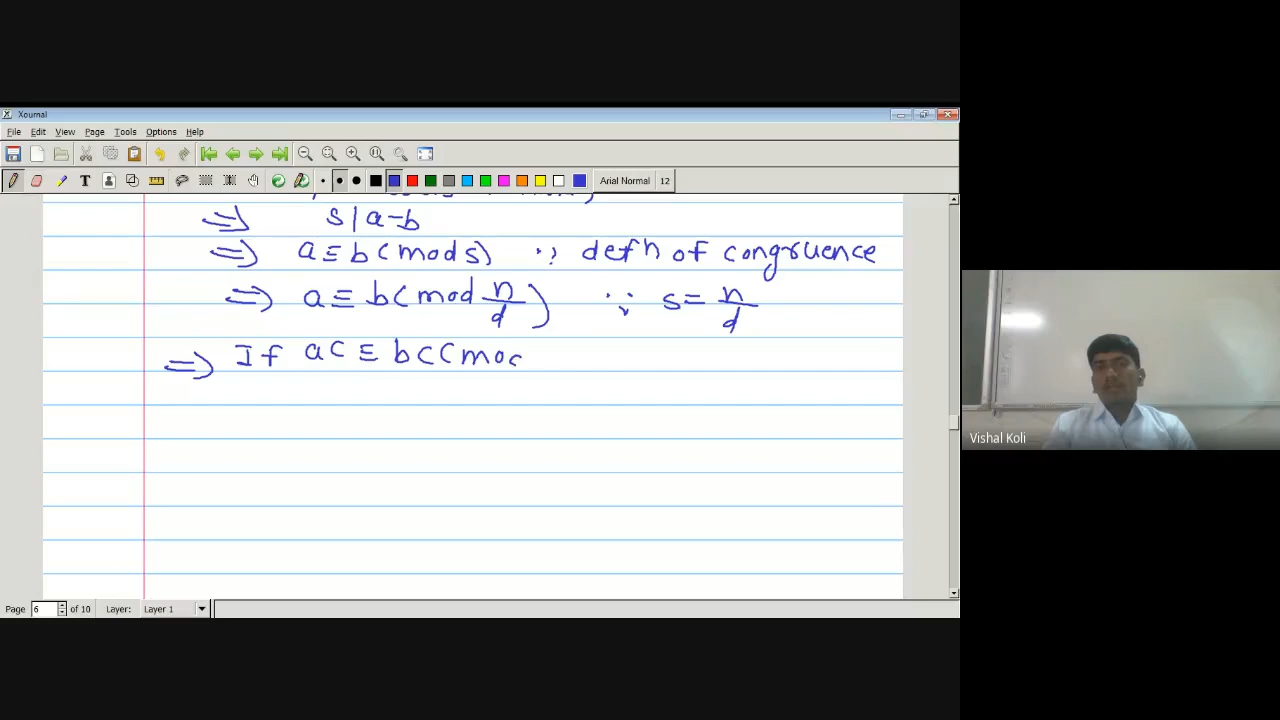 Xournal
File Edit View Page Tools Options Help
Arial Normal 12
⇒ s | a-b
⇒ a ≡ b (mod s) ∵ defn of congruence
⇒ a ≡ b (mod n/d) ∵ s = n/d
⇒ If ac ≡ bc (moc
Vishal Koli
Page 6 of 10 Layer: Layer 1